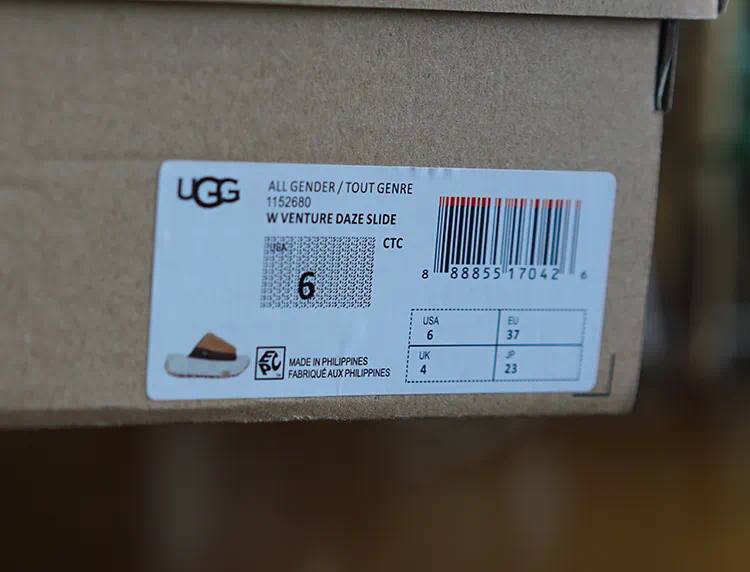 UGG
ALL GENDER / TOUT GENRE
1152680
W VENTURE DAZE SLIDE
CTC
USA
6
8 88855 17042 6
USA 6
EU 37
UK 4
JP 23
EPC
MADE IN PHILIPPINES
FABRIQUÉ AUX PHILIPPINES